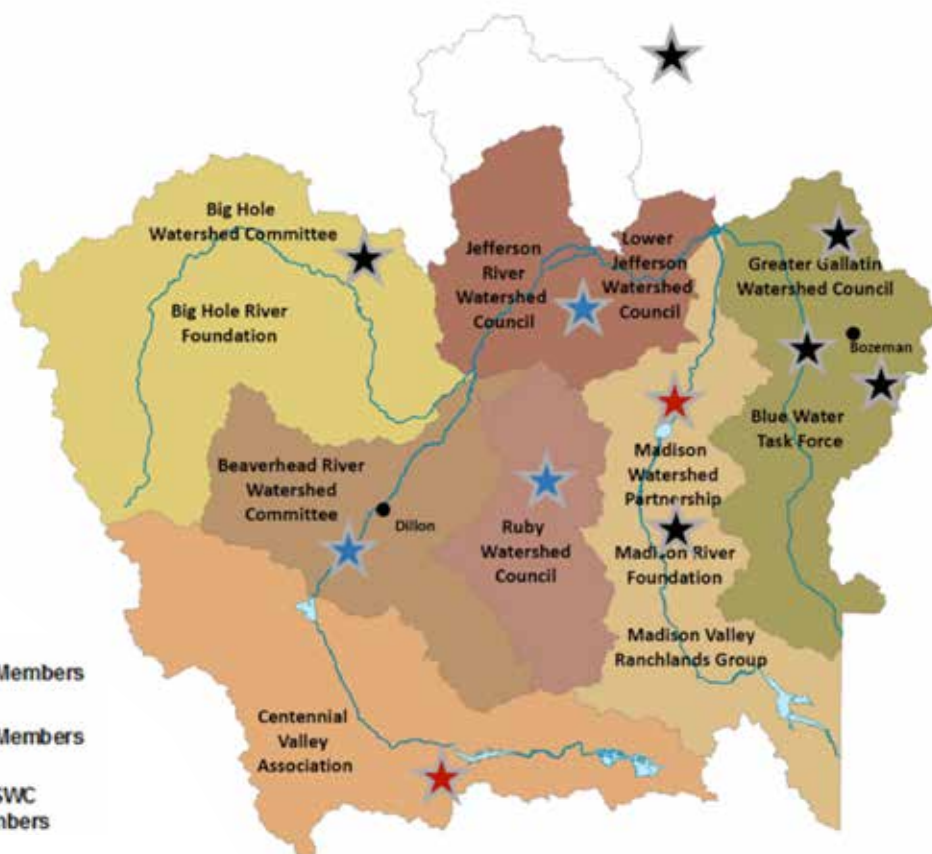 Big Hole
Watershed Committee
Big Hole River
Foundation
Jefferson
River
Watershed
Council
Lower
Jefferson
Watershed
Council
Greater Gallatin
Watershed Council
Bozeman
Blue Water
Task Force
Beaverhead River
Watershed
Committee
Dillon
Ruby
Watershed
Council
Madison
Watershed
Partnership
Madison River
Foundation
Madison Valley
Ranchlands Group
Centennial
Valley
Association
Members
Members